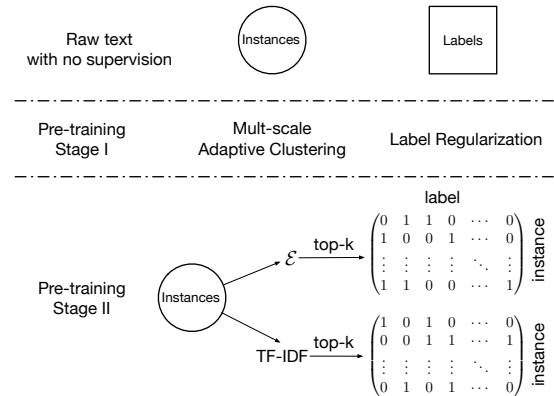 Raw text
with no supervision
Instances
Labels
Pre-training
Stage I
Mult-scale
Adaptive Clustering
Label Regularization
Pre-training
Stage II
Instances
ℰ
top-k
label
0 1 1 0 ⋯ 0
1 0 0 1 ⋯ 0
⋮ ⋮ ⋮ ⋮ ⋱ ⋮
1 1 0 0 ⋯ 1
instance
TF-IDF
top-k
1 0 1 0 ⋯ 0
0 0 1 1 ⋯ 1
⋮ ⋮ ⋮ ⋮ ⋱ ⋮
0 1 0 1 ⋯ 0
instance